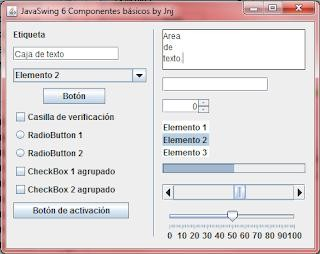 JavaSwing 6 Componentes básicos by Jnj
Etiqueta
Caja de texto
Elemento 2
Botón
Casilla de verificación
RadioButton 1
RadioButton 2
CheckBox 1 agrupado
CheckBox 2 agrupado
Botón de activación
Area
de
texto.
0
Elemento 1
Elemento 2
Elemento 3
0 10 20 30 40 50 60 70 80 90100